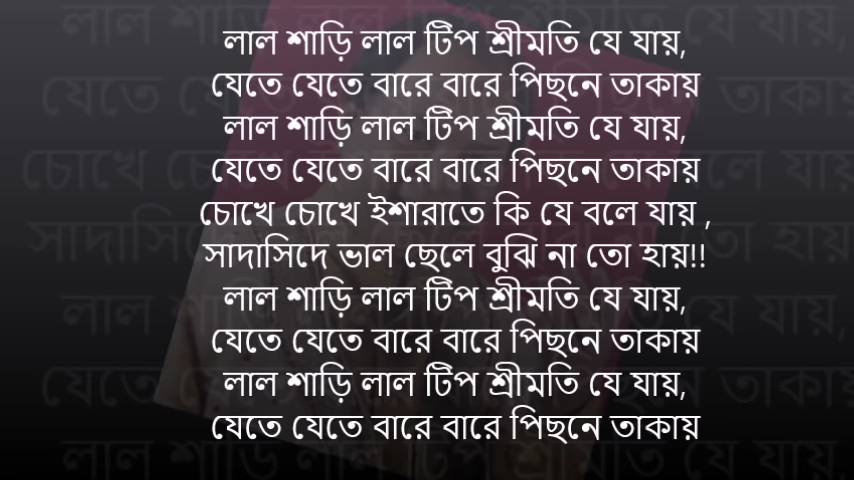 লাল শাড়ি লাল টিপ শ্রীমতি যে যায়,
যেতে যেতে বারে বারে পিছনে তাকায়
লাল শাড়ি লাল টিপ শ্রীমতি যে যায়,
যেতে যেতে বারে বারে পিছনে তাকায়
চোখে চোখে ইশারাতে কি যে বলে যায় ,
সাদাসিদে ভাল ছেলে বুঝি না তো হায়!!
লাল শাড়ি লাল টিপ শ্রীমতি যে যায়,
যেতে যেতে বারে বারে পিছনে তাকায়
লাল শাড়ি লাল টিপ শ্রীমতি যে যায়,
যেতে যেতে বারে বারে পিছনে তাকায়